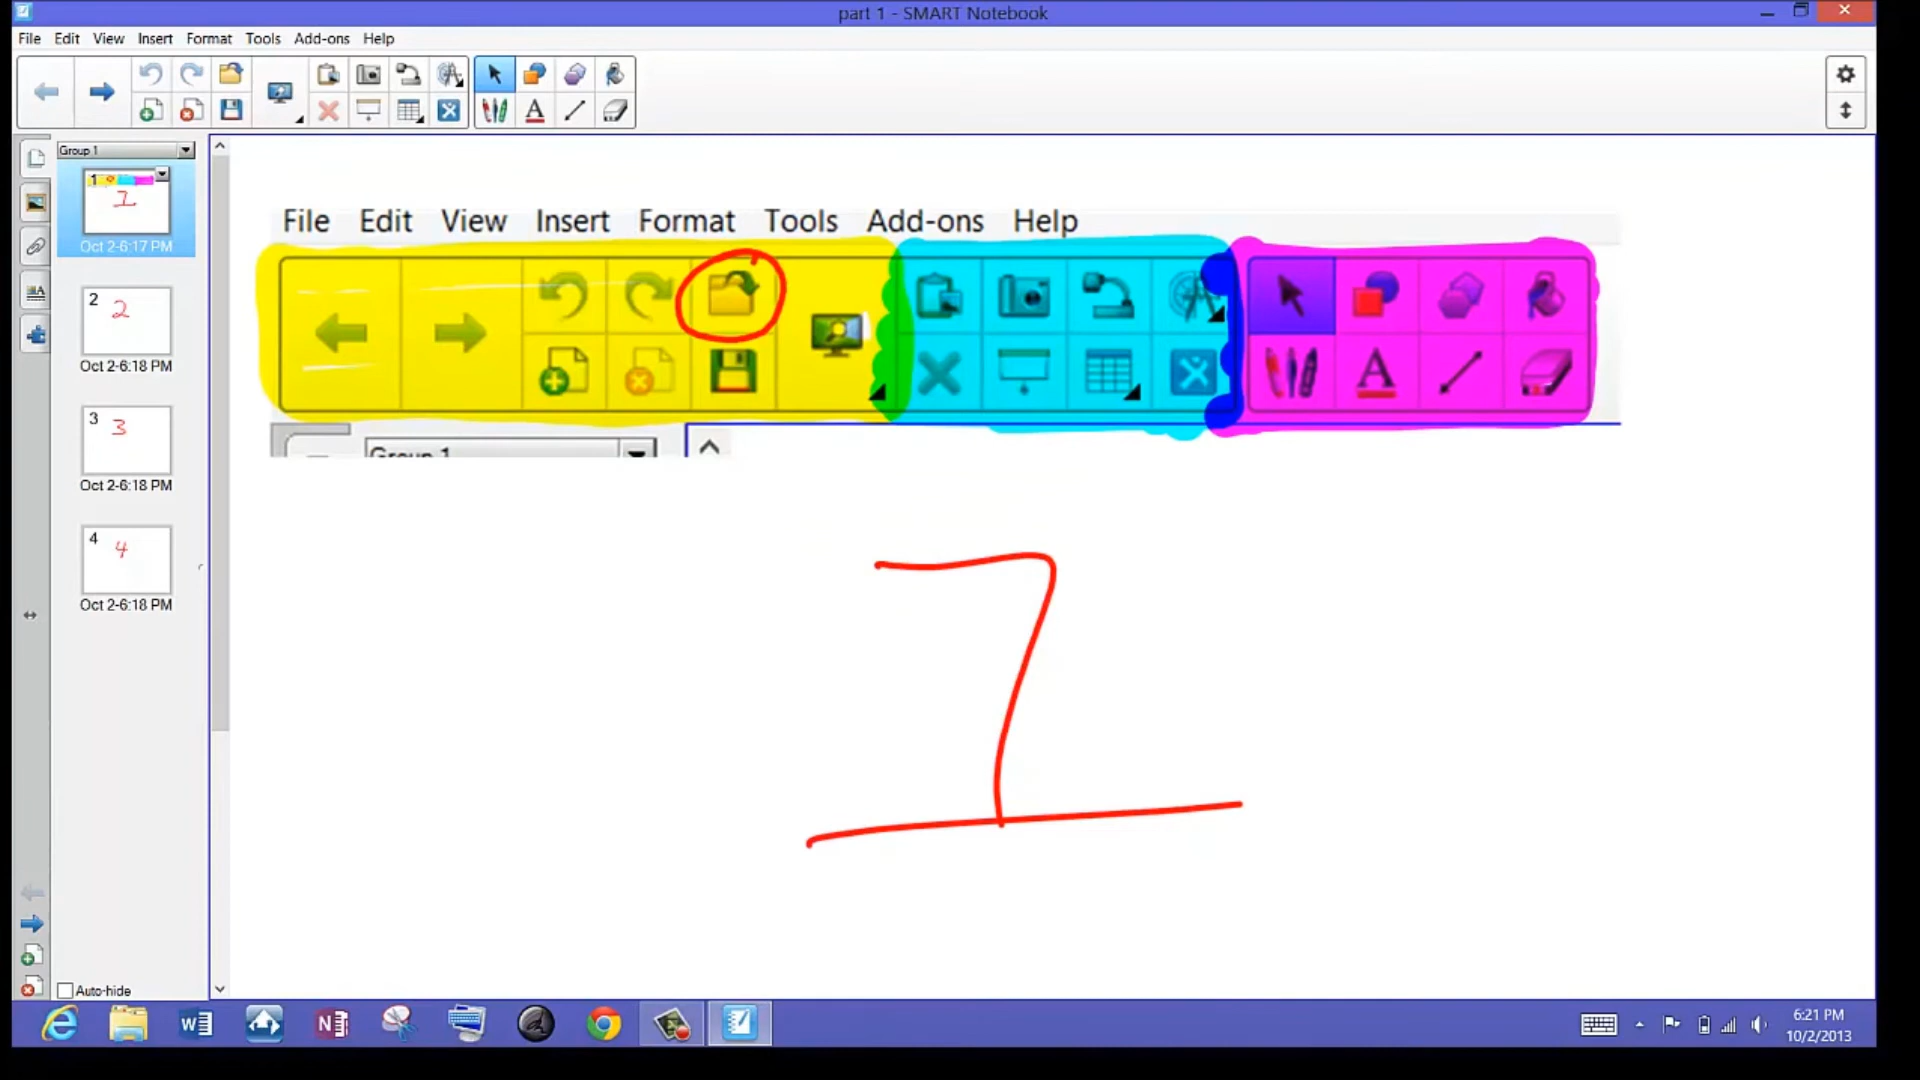 part 1 - SMART Notebook
File Edit View Insert Format Tools Add-ons Help
Group 1
1 1
Oct 2-6:17 PM
2 2
Oct 2-6:18 PM
3 3
Oct 2-6:18 PM
4 4
Oct 2-6:18 PM
Auto-hide
File Edit View Insert Format Tools Add-ons Help
A
Group 1
1
6:21 PM
10/2/2013